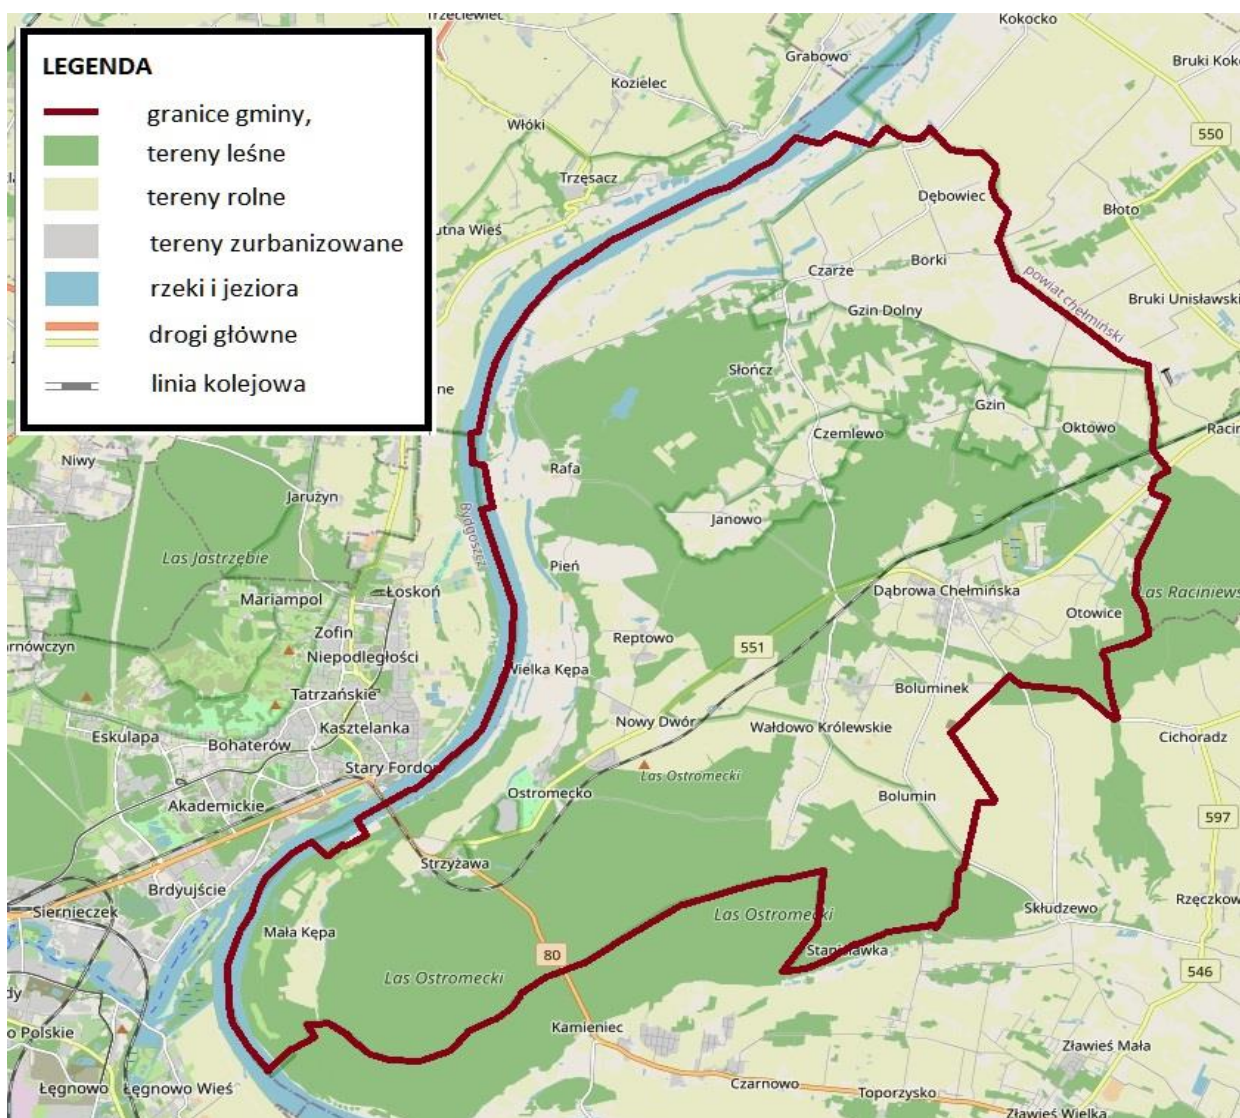 LEGENDA
granice gminy,
tereny leśne
tereny rolne
tereny zurbanizowane
rzeki i jeziora
drogi główne
linia kolejowa
Trzeciewiec
Kokocko
Grabowo
Bruki Koko
Kozielec
Włóki
550
Trzęsacz
Dębowiec
Błoto
utna Wieś
Borki
Czarże
powiat chełmiński
Bruki Unisławski
Gzin Dolny
Słończ
ne
Gzin
Czemlewo
Oktowo
Racin
Niwy
Rafa
Jarużyn
Janowo
Bydgoszcz
Las Jastrzębie
Pień
Łoskoń
Mariampol
Dąbrowa Chełmińska
Las Raciniews
Otowice
Zofin
Reptowo
arnówczyn
551
Niepodległości
Wielka Kępa
Tatrzańskie
Boluminek
Nowy Dwór
Wałdowo Królewskie
Kasztelanka
Eskulapa
Bohaterów
Cichoradz
Stary Fordon
Las Ostromecki
Ostromecko
Bolumin
Akademickie
597
Strzyżawa
Brdyujście
Rzęczkow
Siernieczek
Skłudzewo
Las Ostromecki
Mała Kępa
Stanisławka
80
Las Ostromecki
546
dy
Kamieniec
o Polskie
Zławieś Mała
Czarnowo
Łęgnowo
Łęgnowo Wieś
Toporzysko
Zławieś Wielka